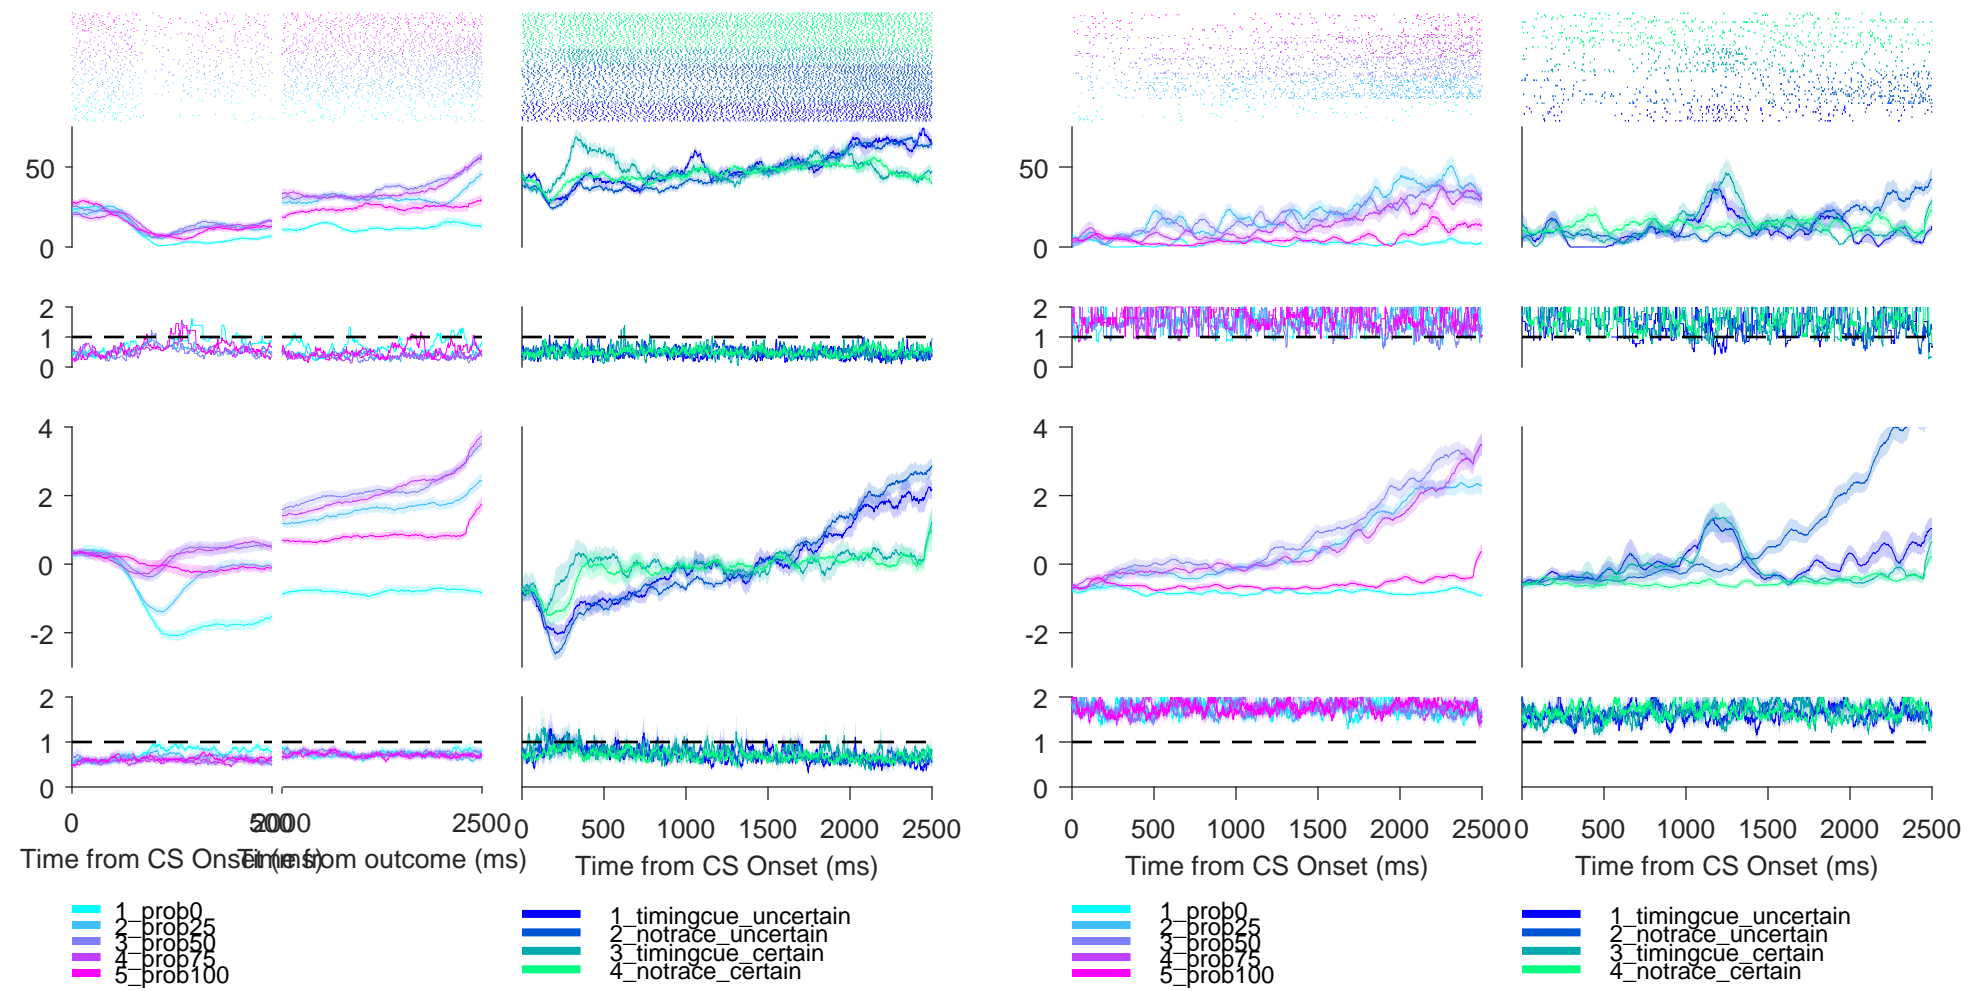 50
0
50
0
2
1
0
2
1
0
4
2
0
-2
4
2
0
-2
2
1
0
2
1
0
0 500 2000 2500 0 500 1000 1500 2000 2500 0 500 1000 1500 2000 2500 0 500 1000 1500 2000 2500
Time from CS Onset (ms) Time from outcome (ms) Time from CS Onset (ms) Time from CS Onset (ms) Time from CS Onset (ms)
1_prob0
2_prob25
3_prob50
4_prob75
5_prob100
1_timingcue_uncertain
2_notrace_uncertain
3_timingcue_certain
4_notrace_certain
1_prob0
2_prob25
3_prob50
4_prob75
5_prob100
1_timingcue_uncertain
2_notrace_uncertain
3_timingcue_certain
4_notrace_certain